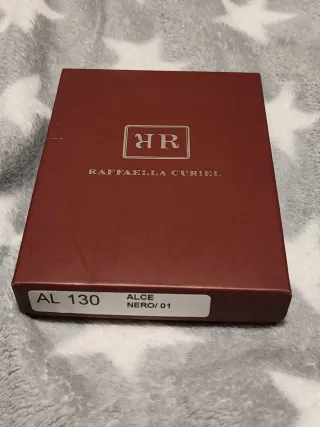 RR
RAFFAELLA CURIEL
AL 130
ALCE
NERO/ 01